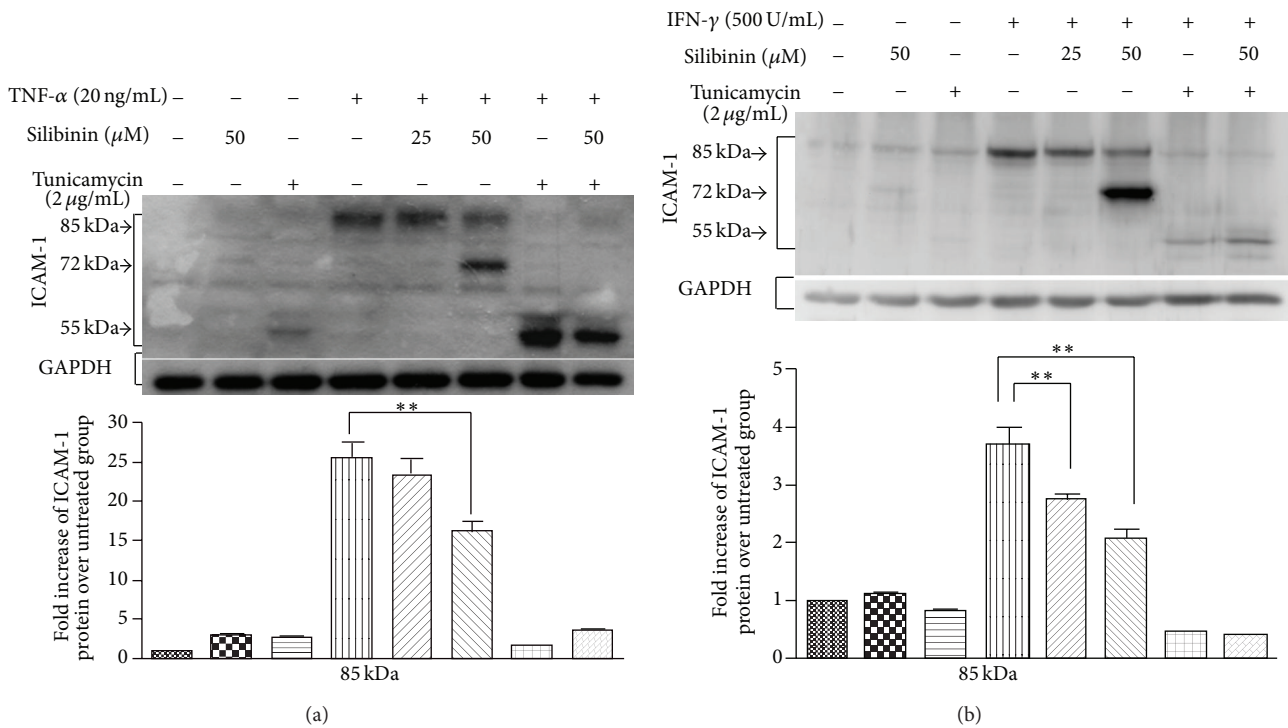 TNF-α (20 ng/mL) − − − + + + + +
Silibinin (μM) − 50 − − 25 50 − 50
Tunicamycin − − + − − − + +
(2 μg/mL)
ICAM-1
85 kDa→
72 kDa→
55 kDa→
GAPDH
Fold increase of ICAM-1
protein over untreated group
30
25
20
15
10
5
0
**
85 kDa
(a)
IFN-γ (500 U/mL) − − − + + + + +
Silibinin (μM) − 50 − − 25 50 − 50
Tunicamycin − − + − − − + +
(2 μg/mL)
ICAM-1
85 kDa→
72 kDa→
55 kDa→
GAPDH
Fold increase of ICAM-1
protein over untreated group
5
4
3
2
1
0
**
**
85 kDa
(b)